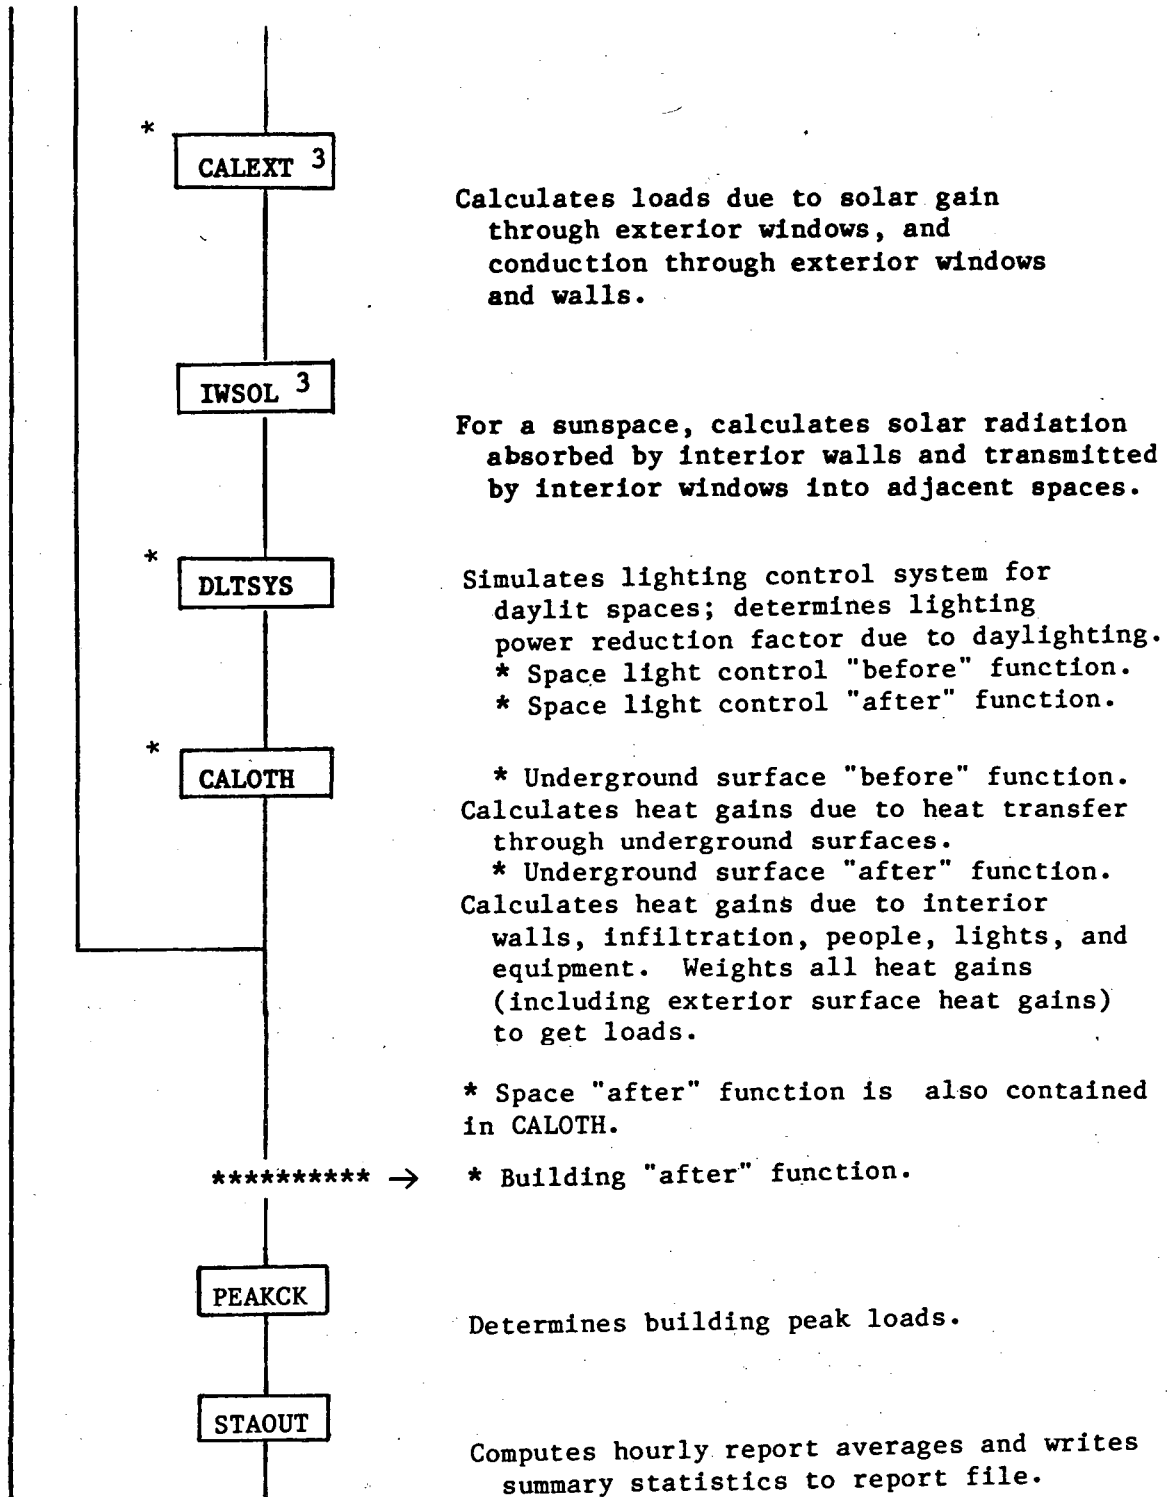 *
CALEXT 3
Calculates loads due to solar gain
through exterior windows, and
conduction through exterior windows
and walls.
IWSOL 3
For a sunspace, calculates solar radiation
absorbed by interior walls and transmitted
by interior windows into adjacent spaces.
*
DLTSYS
Simulates lighting control system for
daylit spaces; determines lighting
power reduction factor due to daylighting.
* Space light control "before" function.
* Space light control "after" function.
*
CALOTH
* Underground surface "before" function.
Calculates heat gains due to heat transfer
through underground surfaces.
* Underground surface "after" function.
Calculates heat gains due to interior
walls, infiltration, people, lights, and
equipment. Weights all heat gains
(including exterior surface heat gains)
to get loads.
* Space "after" function is also contained
in CALOTH.
********** → * Building "after" function.
PEAKCK
Determines building peak loads.
STAOUT
Computes hourly report averages and writes
summary statistics to report file.